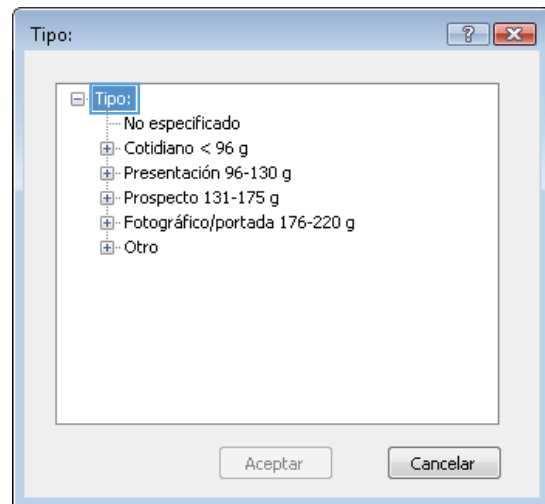 Tipo:
Tipo:
No especificado
Cotidiano < 96 g
Presentación 96-130 g
Prospecto 131-175 g
Fotográfico/portada 176-220 g
Otro
Aceptar Cancelar